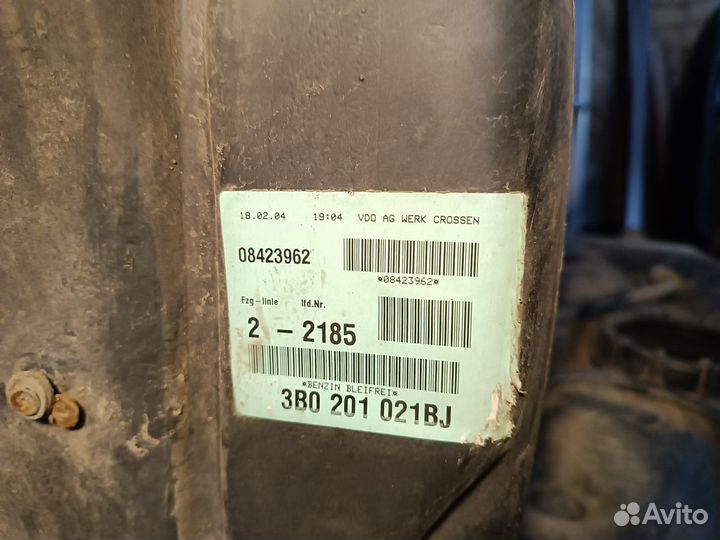 18.02.04 19:04 VDO AG WERK CROSSEN
08423962
*08423962*
Fzg-linie lfd.Nr.
2 - 2185
*BENZIN BLEIFREI*
3B0 201 021BJ
Avito